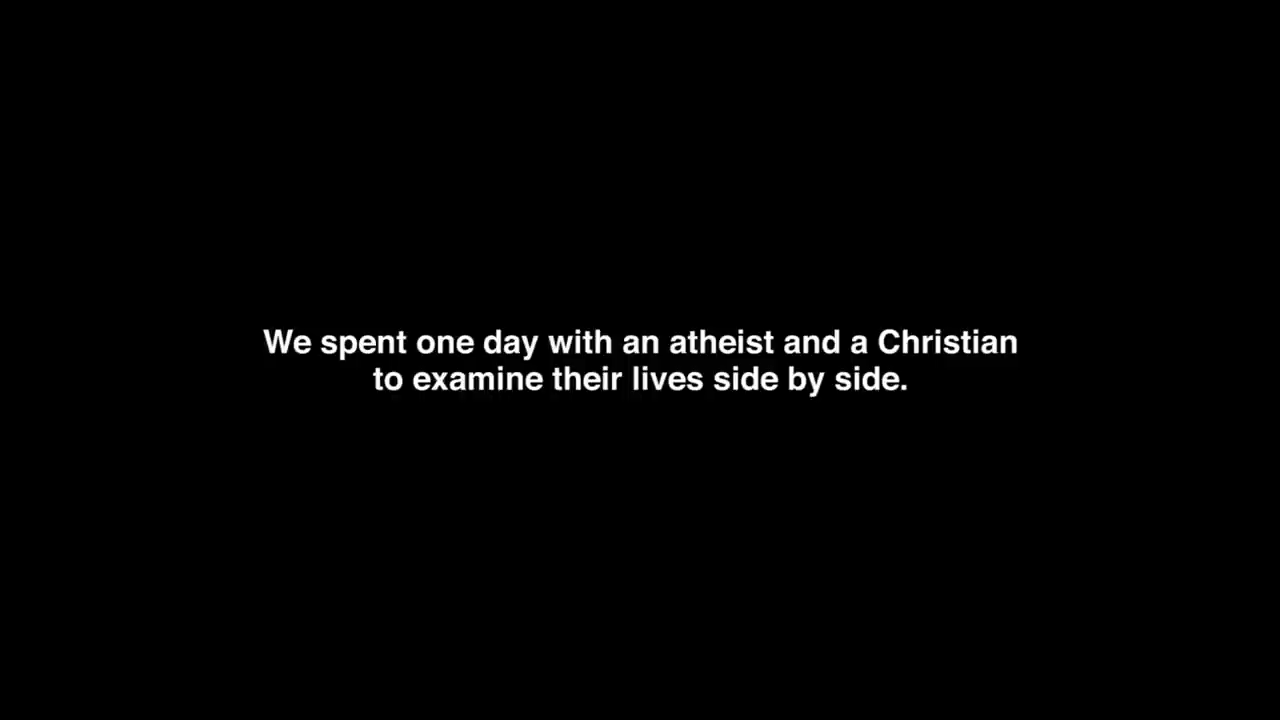 We spent one day with an atheist and a Christian
to examine their lives side by side.